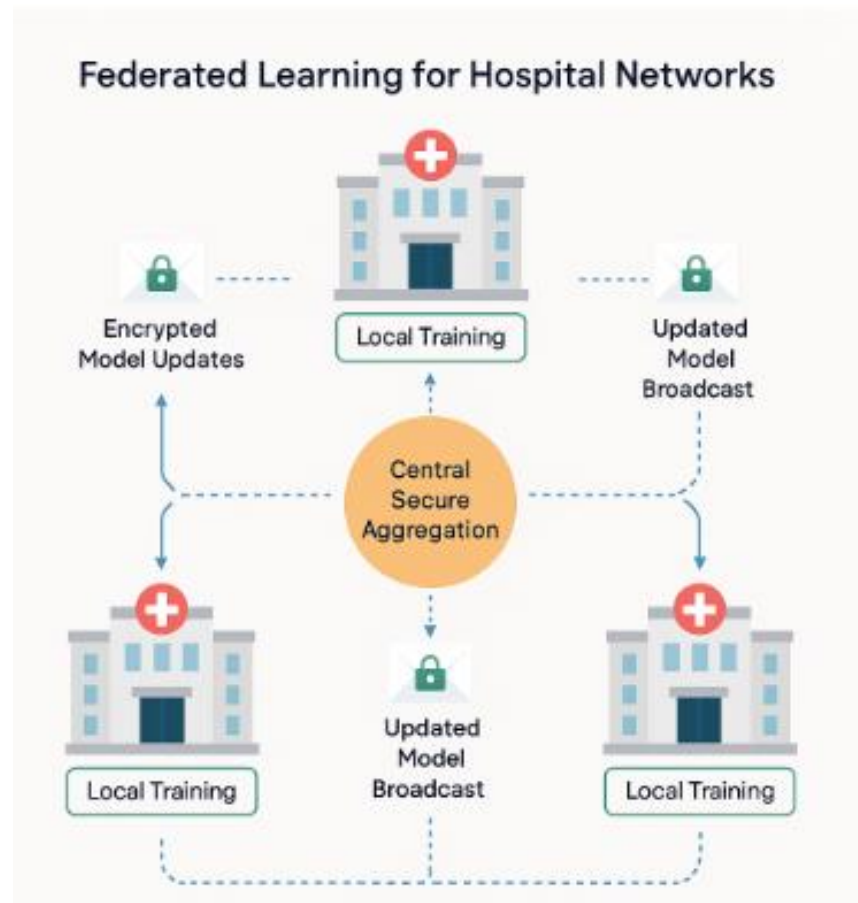 Federated Learning for Hospital Networks
Encrypted
Model Updates
Local Training
Updated
Model
Broadcast
Central
Secure
Aggregation
Local Training
Updated
Model
Broadcast
Local Training